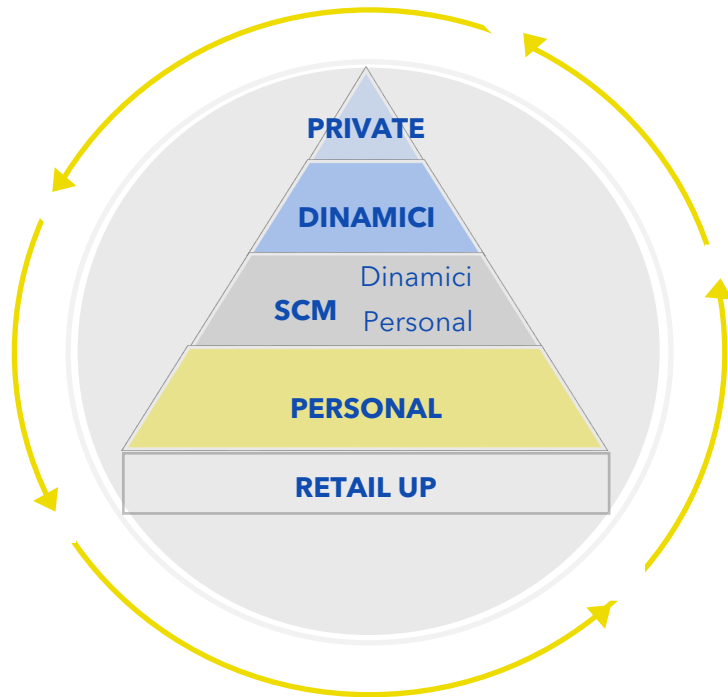 PRIVATE
DINAMICI
SCM
Dinamici
Personal
PERSONAL
RETAIL UP